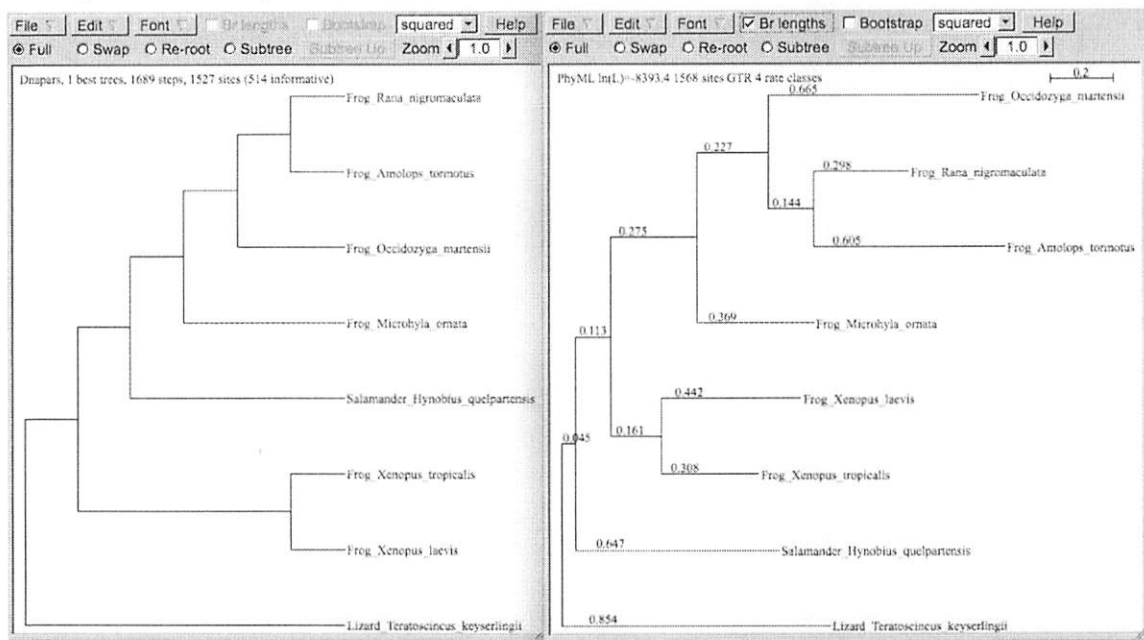 File Edit Font Br lengths Bootstrap squared Help
Full Swap Re-root Subtree Subtree Up Zoom 1.0
Dnapars, 1 best trees, 1689 steps, 1527 sites (514 informative)
Frog_Rana_nigromaculata
Frog_Amolops_tormotus
Frog_Occidozyga_martensii
Frog_Microhyla_ornata
Salamander_Hynobius_quelpartensis
Frog_Xenopus_tropicalis
Frog_Xenopus_laevis
Lizard_Teratoscincus_keyserlingii
File Edit Font Br lengths Bootstrap squared Help
Full Swap Re-root Subtree Subtree Up Zoom 1.0
PhyML ln(L)=-8393.4 1568 sites GTR 4 rate classes
0.2
0.665
Frog_Occidozyga_martensii
0.227
0.298
Frog_Rana_nigromaculata
0.144
0.275
0.605
Frog_Amolops_tormotus
0.369
Frog_Microhyla_ornata
0.113
0.442
Frog_Xenopus_laevis
0.161
0.045
0.308
Frog_Xenopus_tropicalis
0.647
Salamander_Hynobius_quelpartensis
0.854
Lizard_Teratoscincus_keyserlingii